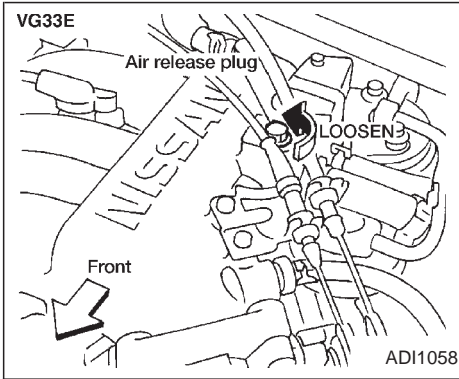 VG33E
Air release plug
LOOSEN
NISSAN
Front
ADI1058